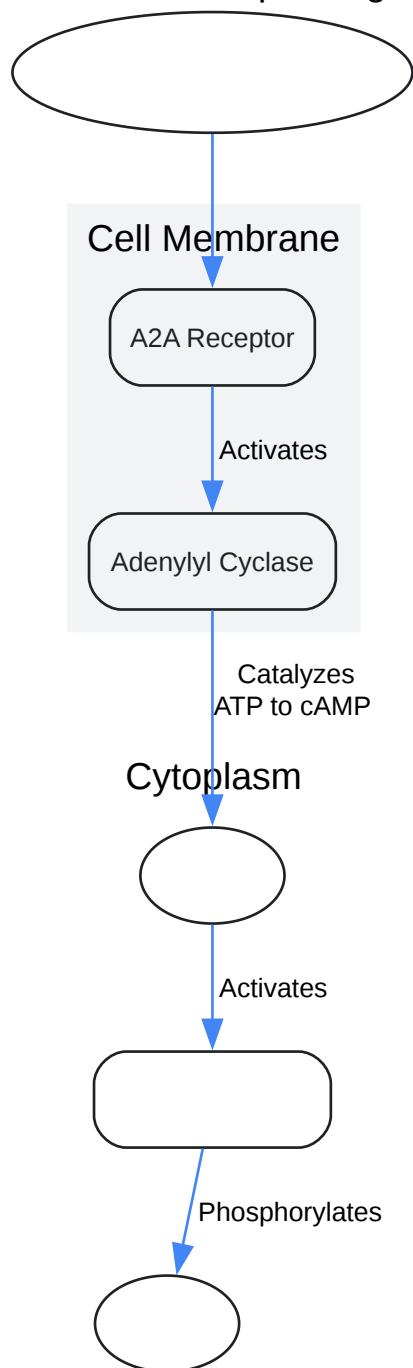 Cell Membrane
A2A Receptor
Activates
Adenylyl Cyclase
Catalyzes
ATP to cAMP
Cytoplasm
Activates
Phosphorylates